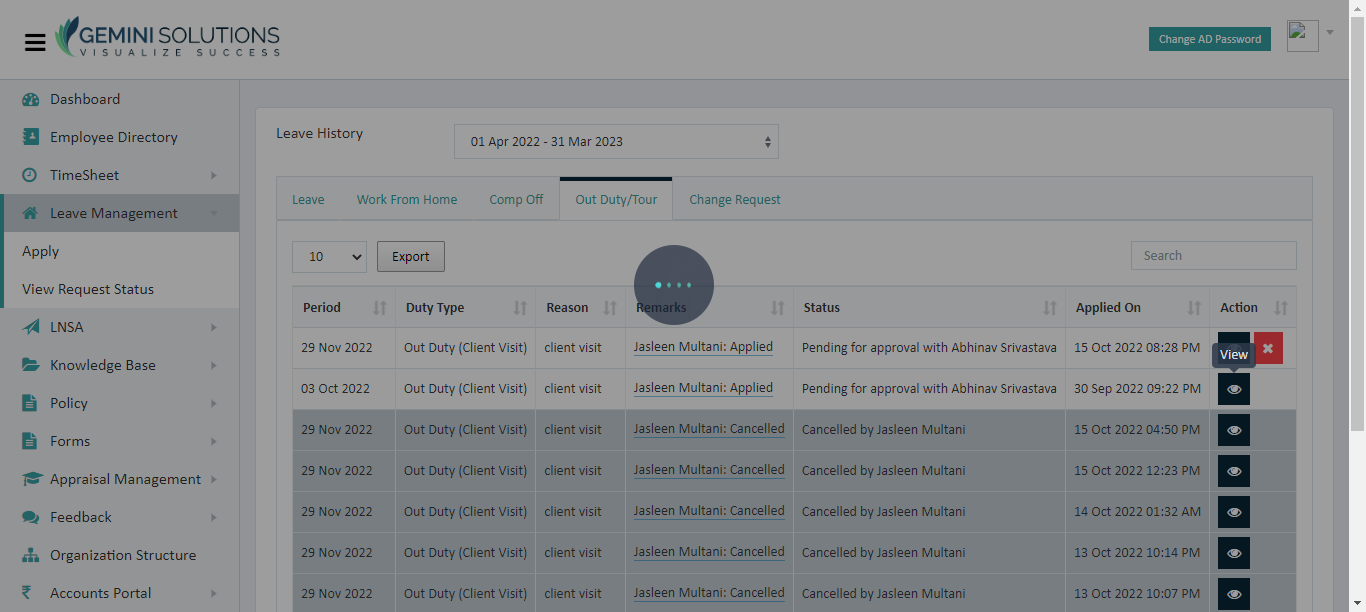 GEMINI SOLUTIONS
VISUALIZE SUCCESS
Change AD Password
Dashboard
Employee Directory
TimeSheet
Leave Management
Apply
View Request Status
LNSA
Knowledge Base
Policy
Forms
Appraisal Management
Feedback
Organization Structure
Accounts Portal
Leave History
01 Apr 2022 - 31 Mar 2023
Leave Work From Home Comp Off Out Duty/Tour Change Request
10 Export Search
Period Duty Type Reason Remarks Status Applied On Action
29 Nov 2022 Out Duty (Client Visit) client visit Jasleen Multani: Applied Pending for approval with Abhinav Srivastava 15 Oct 2022 08:28 PM
View
03 Oct 2022 Out Duty (Client Visit) client visit Jasleen Multani: Applied Pending for approval with Abhinav Srivastava 30 Sep 2022 09:22 PM
29 Nov 2022 Out Duty (Client Visit) client visit Jasleen Multani: Cancelled Cancelled by Jasleen Multani 15 Oct 2022 04:50 PM
29 Nov 2022 Out Duty (Client Visit) client visit Jasleen Multani: Cancelled Cancelled by Jasleen Multani 15 Oct 2022 12:23 PM
29 Nov 2022 Out Duty (Client Visit) client visit Jasleen Multani: Cancelled Cancelled by Jasleen Multani 14 Oct 2022 01:32 AM
29 Nov 2022 Out Duty (Client Visit) client visit Jasleen Multani: Cancelled Cancelled by Jasleen Multani 13 Oct 2022 10:14 PM
29 Nov 2022 Out Duty (Client Visit) client visit Jasleen Multani: Cancelled Cancelled by Jasleen Multani 13 Oct 2022 10:07 PM